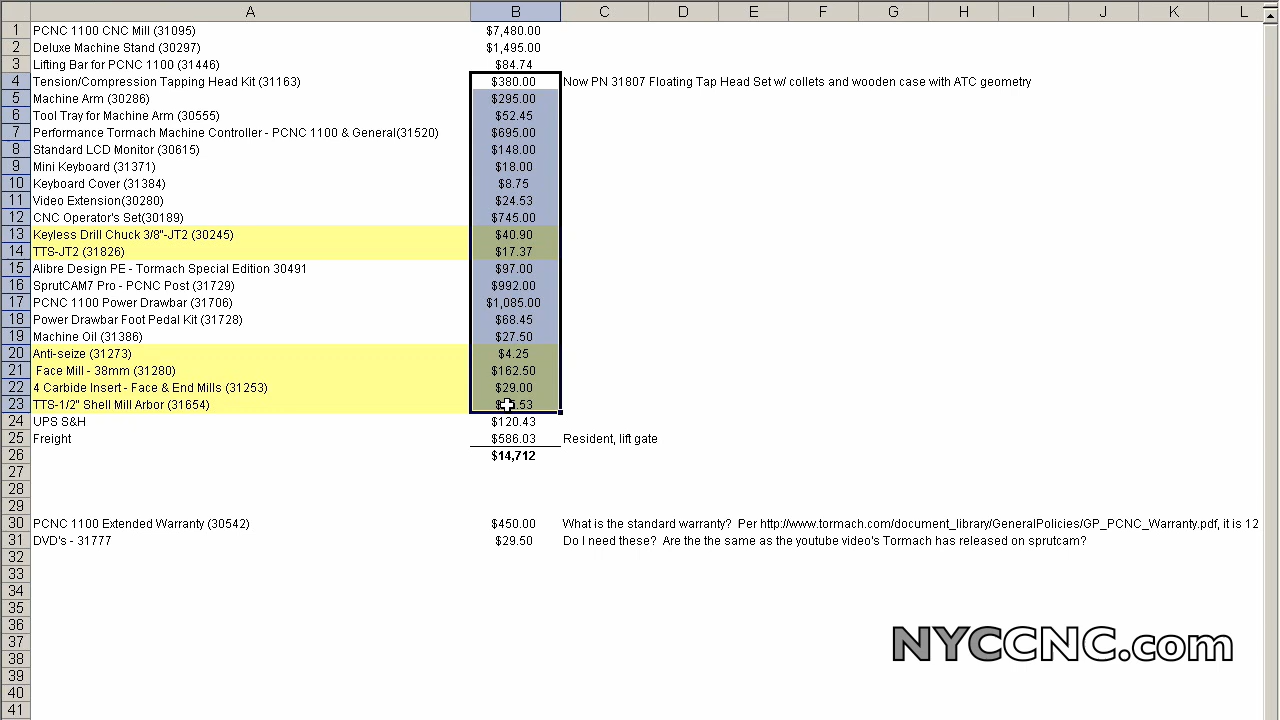 A B C D E F G H I J K L
1 PCNC 1100 CNC Mill (31095) $7,480.00
2 Deluxe Machine Stand (30297) $1,495.00
3 Lifting Bar for PCNC 1100 (31446) $84.74
4 Tension/Compression Tapping Head Kit (31163) $380.00 Now PN 31807 Floating Tap Head Set w/ collets and wooden case with ATC geometry
5 Machine Arm (30286) $295.00
6 Tool Tray for Machine Arm (30555) $52.45
7 Performance Tormach Machine Controller - PCNC 1100 & General(31520) $695.00
8 Standard LCD Monitor (30615) $148.00
9 Mini Keyboard (31371) $18.00
10 Keyboard Cover (31384) $8.75
11 Video Extension(30280) $24.53
12 CNC Operator's Set(30189) $745.00
13 Keyless Drill Chuck 3/8"-JT2 (30245) $40.90
14 TTS-JT2 (31826) $17.37
15 Alibre Design PE - Tormach Special Edition 30491 $97.00
16 SprutCAM7 Pro - PCNC Post (31729) $992.00
17 PCNC 1100 Power Drawbar (31706) $1,085.00
18 Power Drawbar Foot Pedal Kit (31728) $68.45
19 Machine Oil (31386) $27.50
20 Anti-seize (31273) $4.25
21 Face Mill - 38mm (31280) $162.50
22 4 Carbide Insert - Face & End Mills (31253) $29.00
23 TTS-1/2" Shell Mill Arbor (31654)
24 UPS S&H $120.43
25 Freight $586.03 Resident, lift gate
26 $14,712
27
28
29
30 PCNC 1100 Extended Warranty (30542) $450.00 What is the standard warranty? Per http://www.tormach.com/document_library/GeneralPolicies/GP_PCNC_Warranty.pdf, it is 12
31 DVD's - 31777 $29.50 Do I need these? Are the the same as the youtube video's Tormach has released on sprutcam?
32
33
34
35
36
37
38
39
40
41
NYCCNC.com